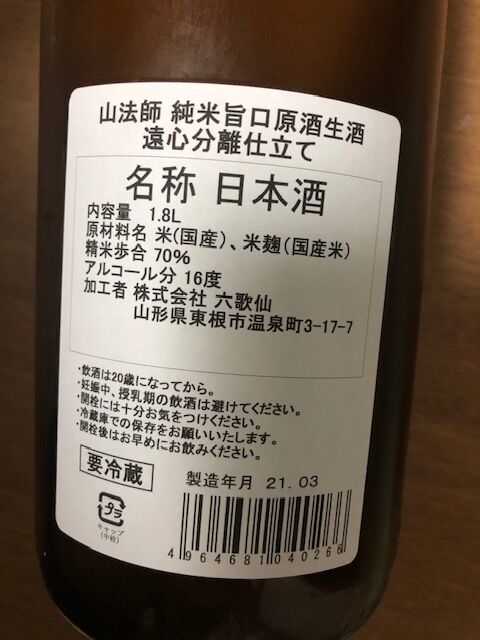 山法師 純米旨口原酒生酒
遠心分離仕立て
名称 日本酒
内容量 1.8L
原材料名 米(国産)、米麹(国産米)
精米歩合 70%
アルコール分 16度
加工者 株式会社 六歌仙
山形県東根市温泉町3-17-7
・飲酒は20歳になってから。
・妊娠中、授乳期の飲酒は避けてください。
・開栓には十分お気をつけください。
・冷蔵庫での保存をお願いいたします。
・開栓後はお早めにお飲みください。
要冷蔵
製造年月 21.03
プラ
キャップ
(中栓)
4964681040266